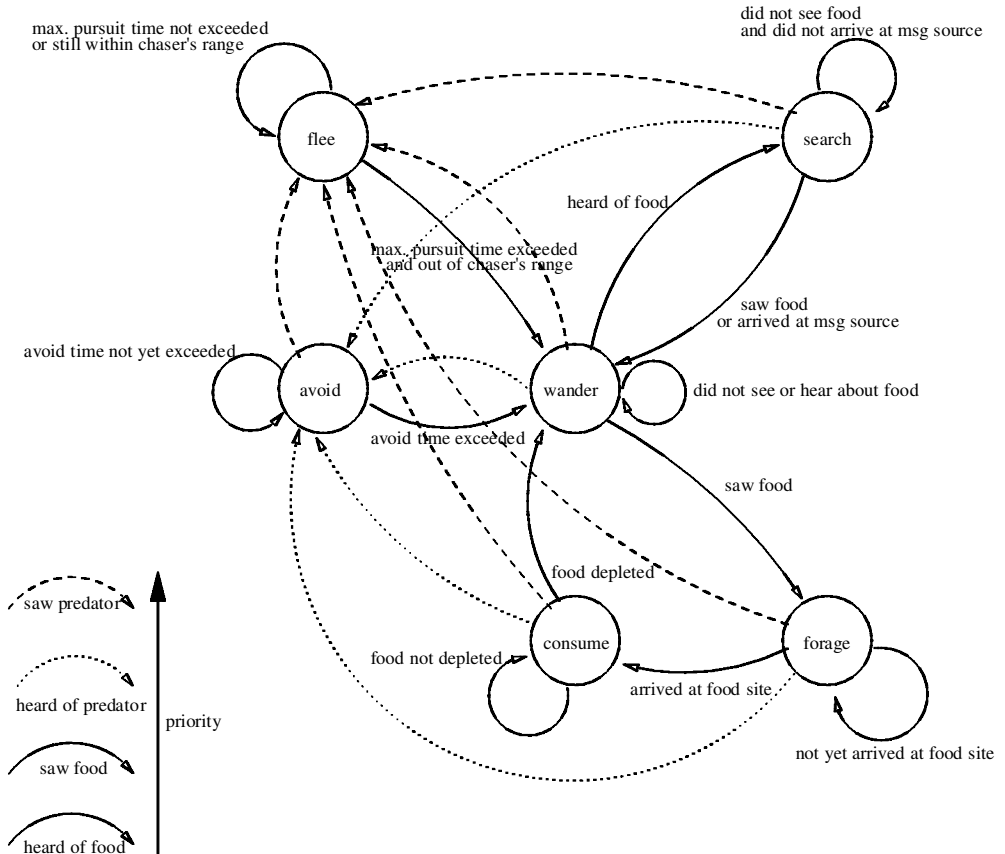 max. pursuit time not exceeded
or still within chaser's range
did not see food
and did not arrive at msg source
flee
search
heard of food
max. pursuit time exceeded
and out of chaser's range
saw food
or arrived at msg source
avoid time not yet exceeded
avoid
wander
did not see or hear about food
avoid time exceeded
saw food
food depleted
saw predator
consume
forage
food not depleted
arrived at food site
heard of predator
priority
not yet arrived at food site
saw food
heard of food